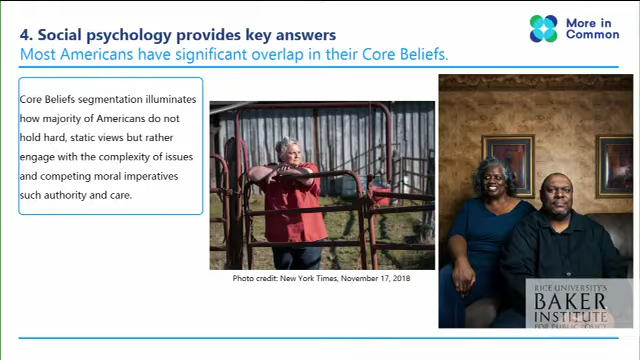 4. Social psychology provides key answers
Most Americans have significant overlap in their Core Beliefs.
More in
Common
Core Beliefs segmentation illuminates
how majority of Americans do not
hold hard, static views but rather
engage with the complexity of issues
and competing moral imperatives
such authority and care.
Photo credit: New York Times, November 17, 2018
RICE UNIVERSITY'S
BAKER
INSTITUTE
FOR PUBLIC POLICY